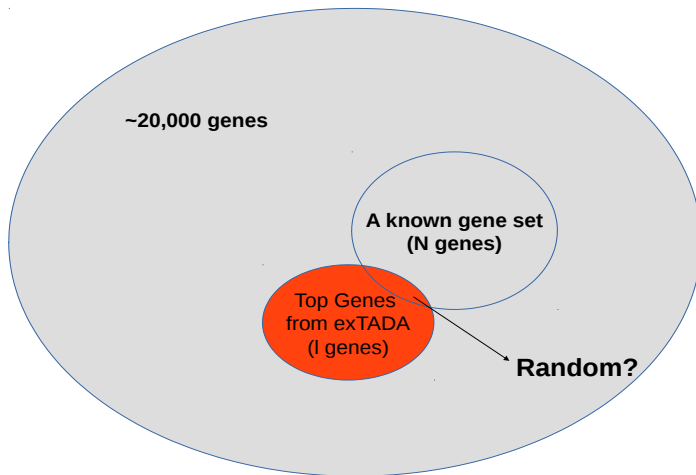 ~20,000 genes
A known gene set
(N genes)
Top Genes
from exTADA
(I genes)
Random?